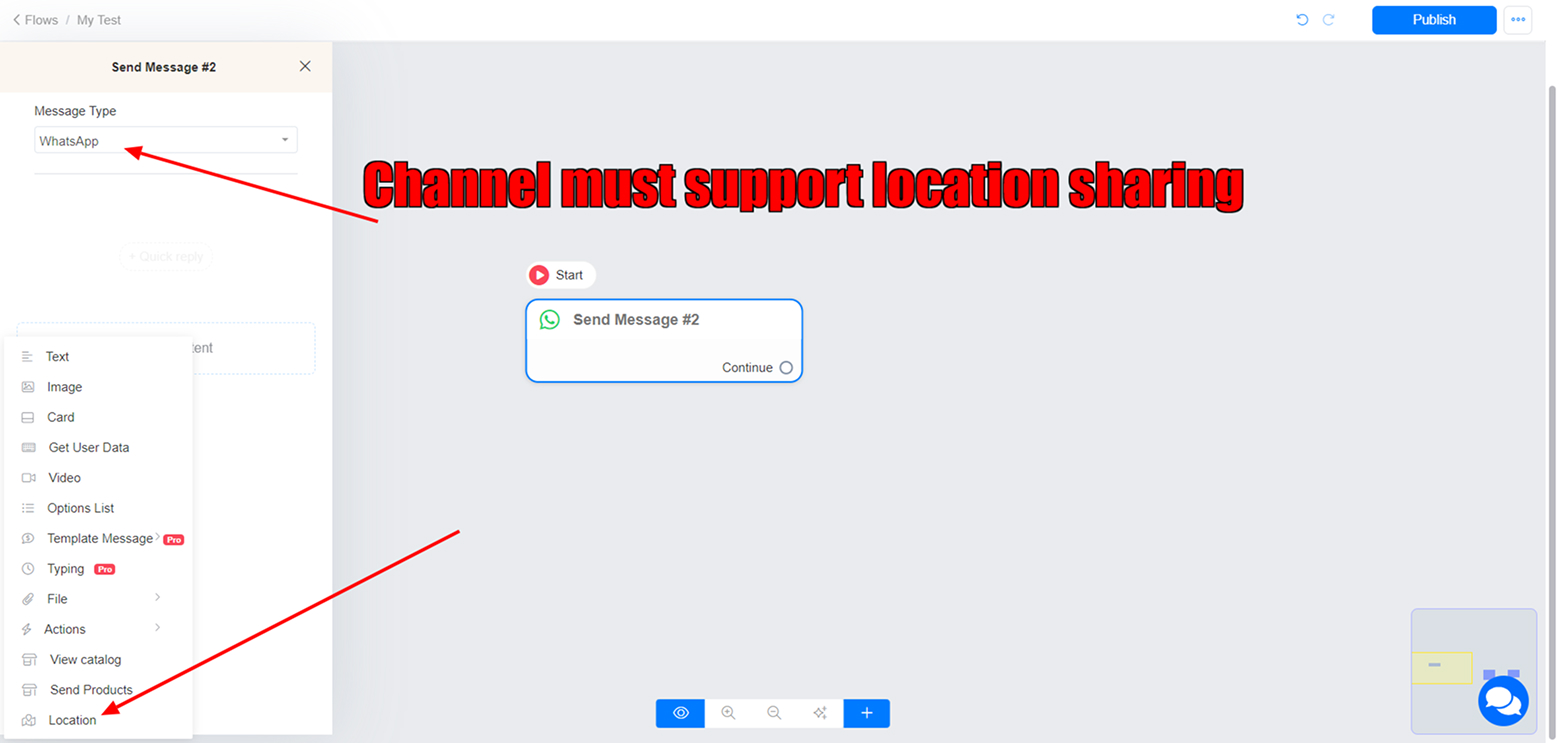 Flows / My Test
Publish
Send Message #2
Message Type
WhatsApp
Channel must support location sharing
+ Quick reply
Start
Send Message #2
Continue
tent
Text
Image
Card
Get User Data
Video
Options List
Template Message Pro
Typing Pro
File
Actions
View catalog
Send Products
Location